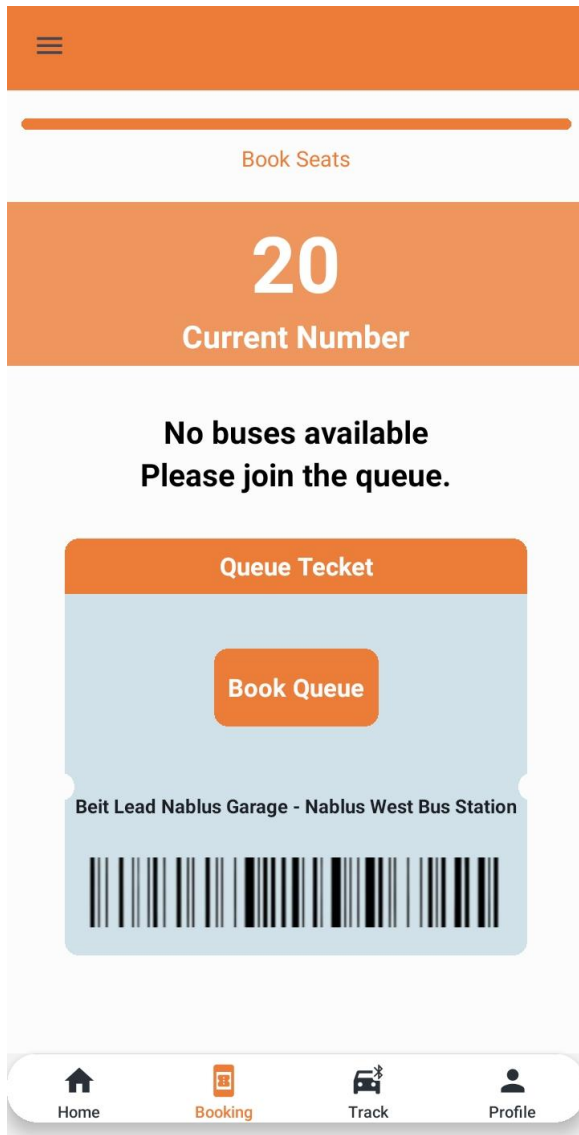 Book Seats
20
Current Number
No buses available
Please join the queue.
Queue Tecket
Book Queue
Beit Lead Nablus Garage - Nablus West Bus Station
Home
Booking
Track
Profile